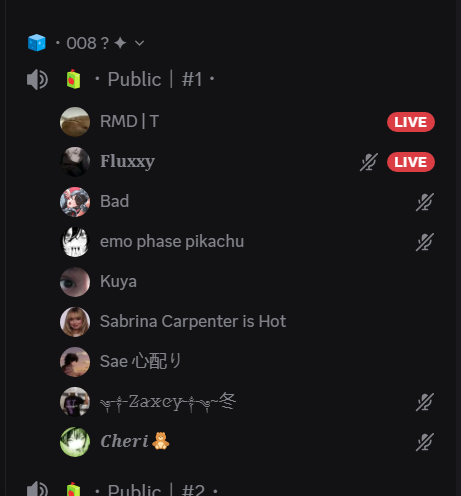 ・008 ? ✦
・Public｜#1・
RMD | T
LIVE
Fluxxy
LIVE
Bad
emo phase pikachu
Kuya
Sabrina Carpenter is Hot
Sae 心配り
Zaxcy 冬
Cheri🧸
・Public｜#2・